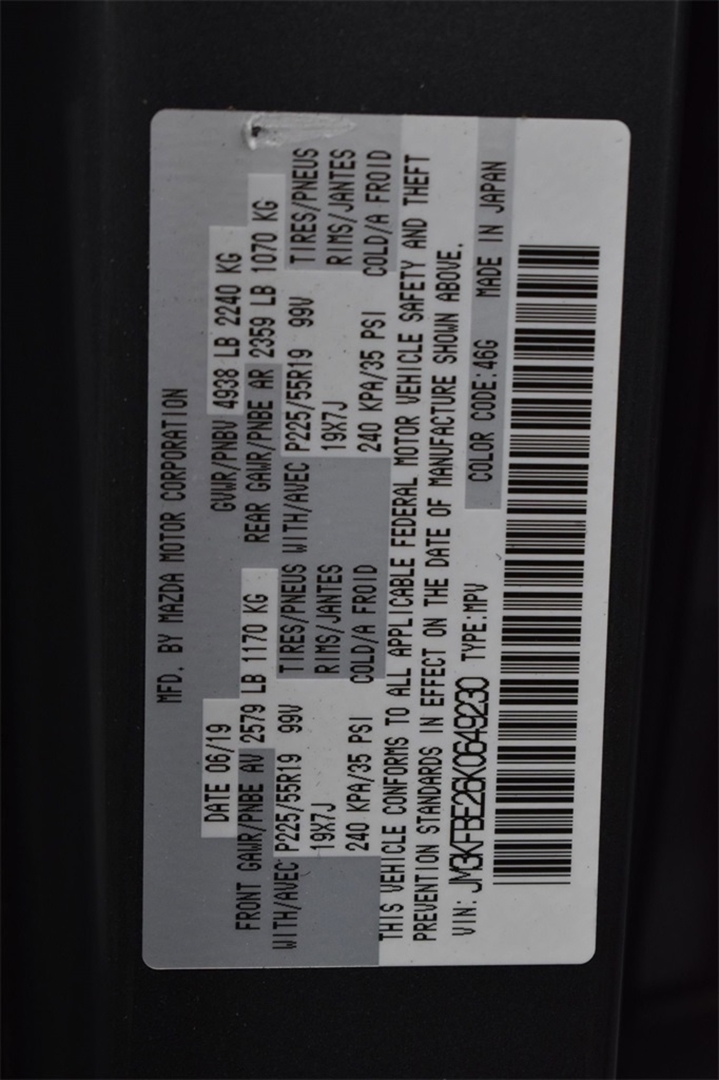 MFD. BY MAZDA MOTOR CORPORATION
DATE 06/19 GVWR/PNBV 4938 LB 2240 KG
FRONT GAWR/PNBE AV 2579 LB 1170 KG REAR GAWR/PNBE AR 2359 LB 1070 KG
WITH/AVEC P225/55R19 99V TIRES/PNEUS WITH/AVEC P225/55R19 99V TIRES/PNEUS
19X7J RIMS/JANTES 19X7J RIMS/JANTES
240 KPA/35 PSI COLD/A FROID 240 KPA/35 PSI COLD/A FROID
THIS VEHICLE CONFORMS TO ALL APPLICABLE FEDERAL MOTOR VEHICLE SAFETY AND THEFT
PREVENTION STANDARDS IN EFFECT ON THE DATE OF MANUFACTURE SHOWN ABOVE.
VIN: JM3KFBE26K0649230 TYPE:MPV COLOR CODE:46G MADE IN JAPAN